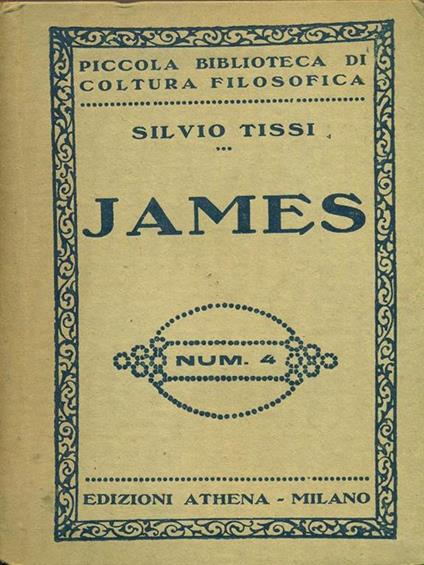 PICCOLA BIBLIOTECA DI
COLTURA FILOSOFICA
SILVIO TISSI
JAMES
NUM. 4
EDIZIONI ATHENA - MILANO